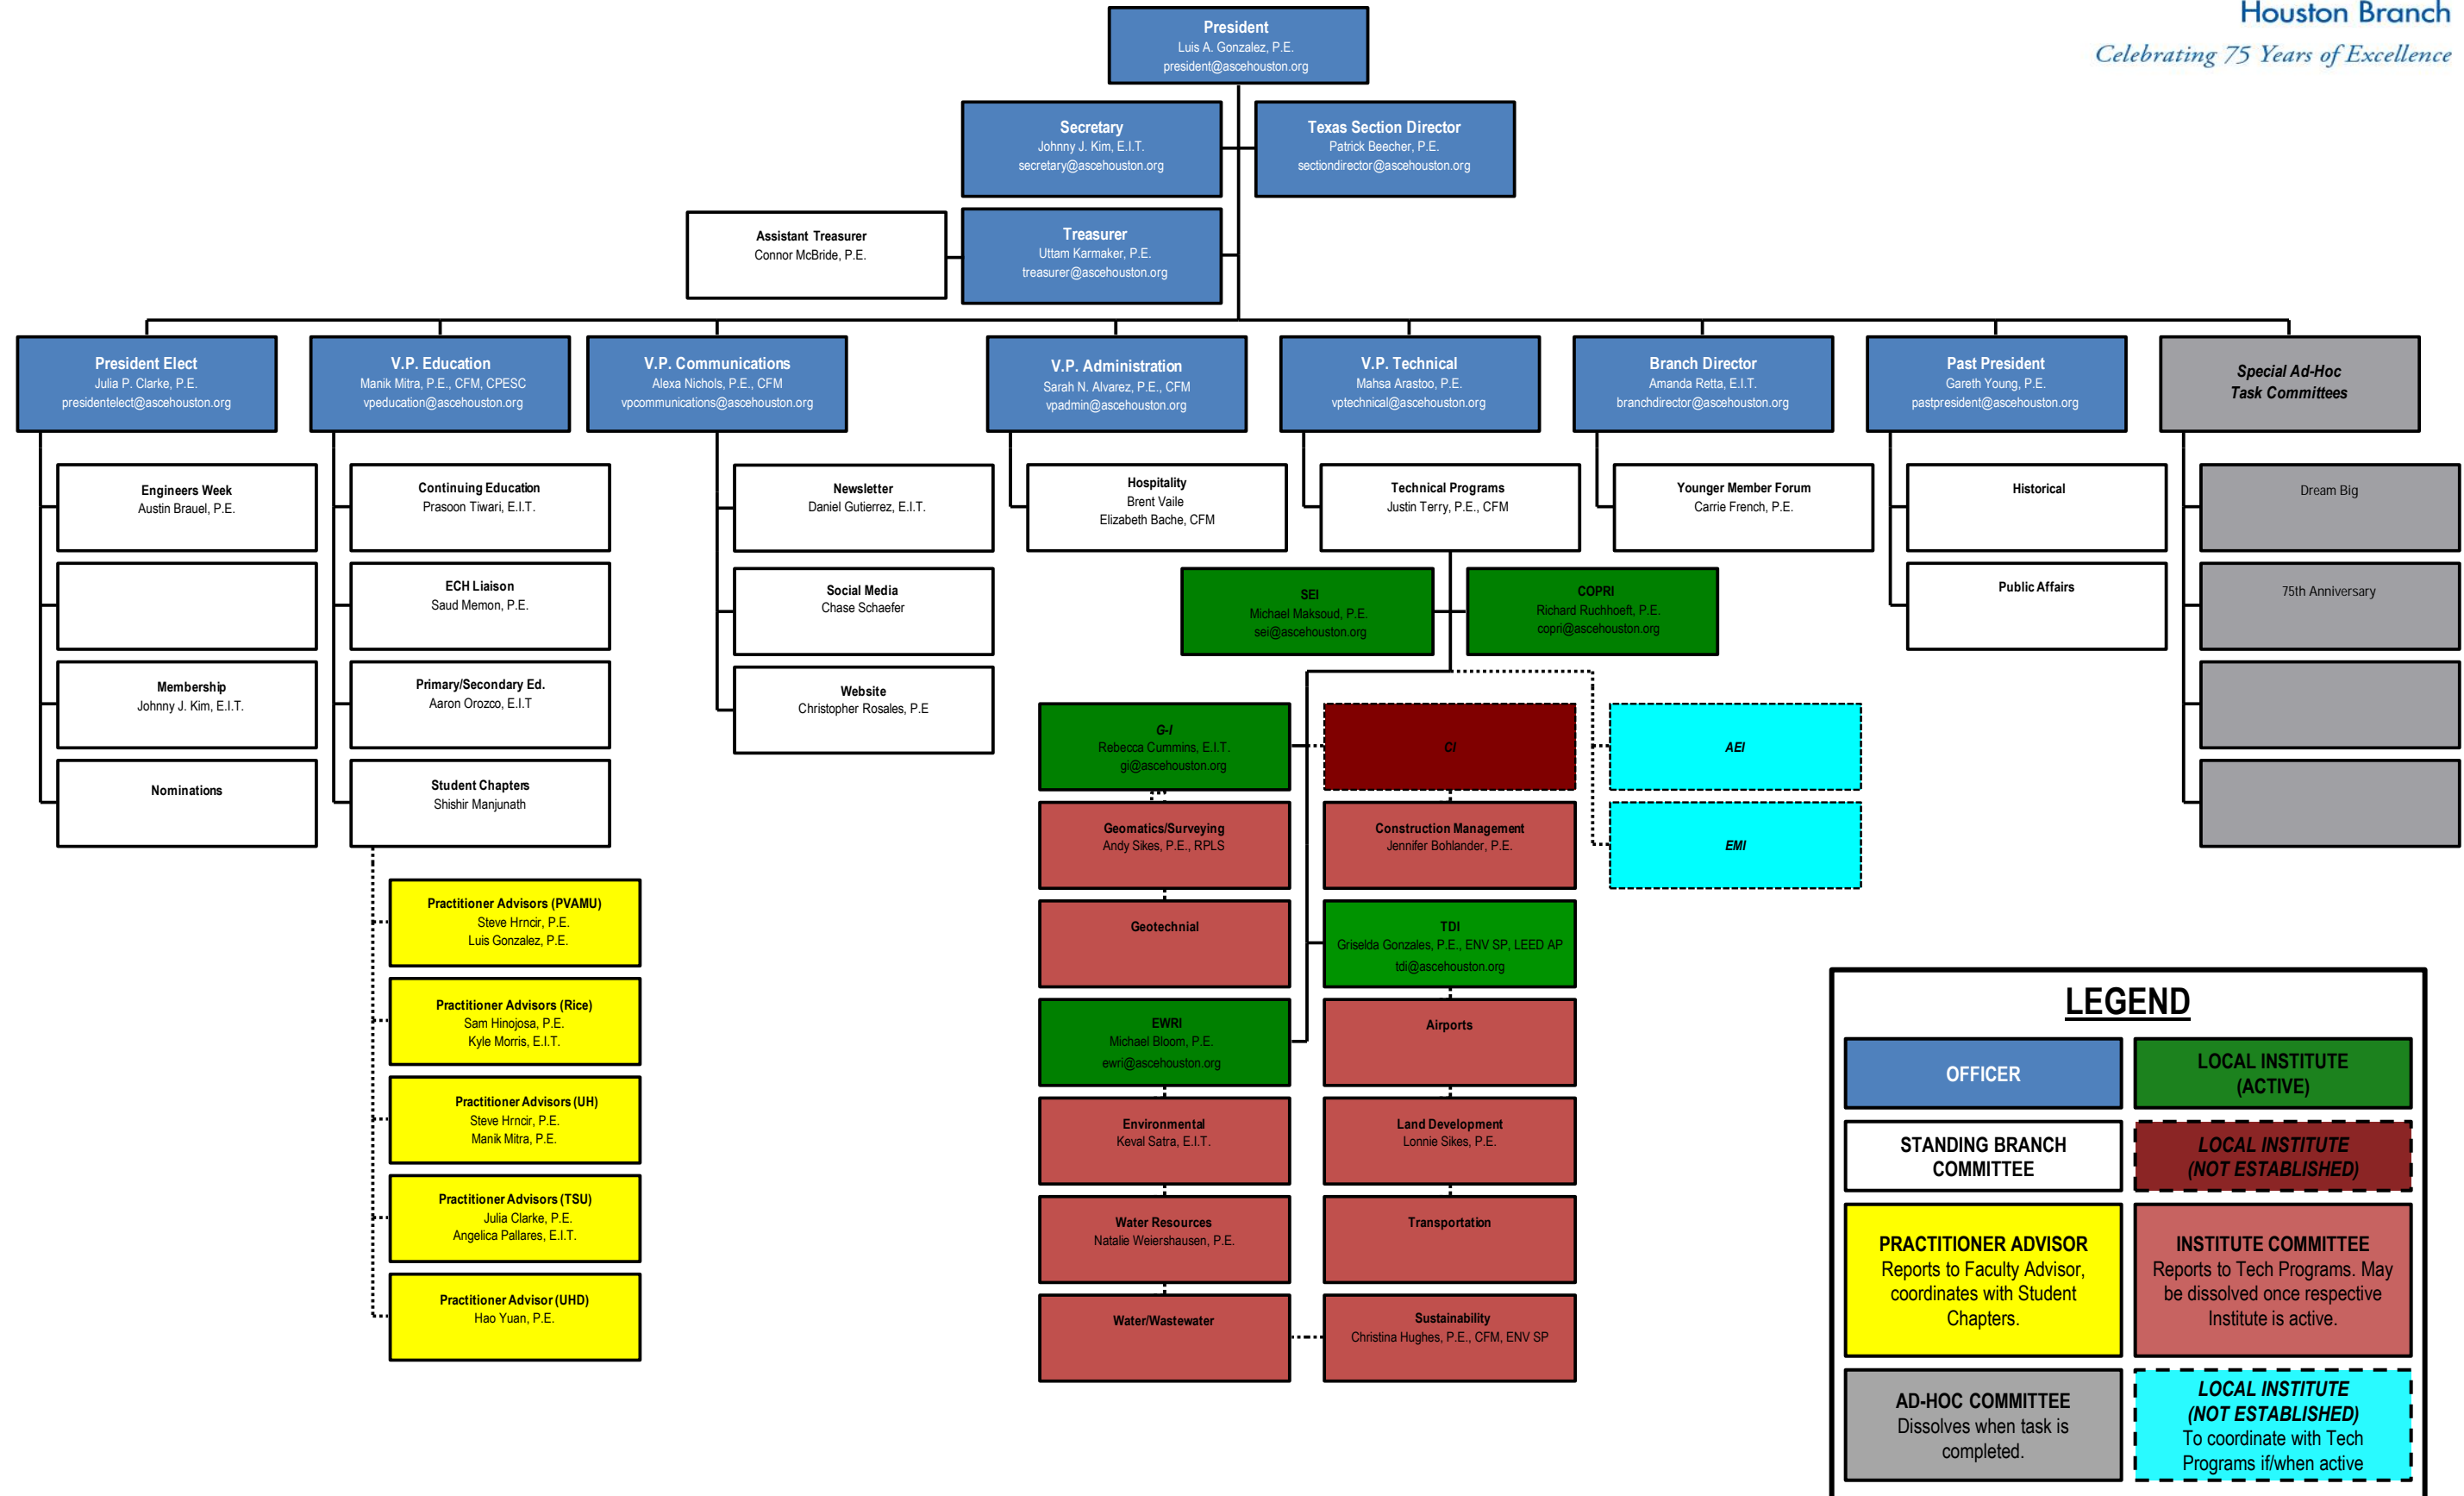 Houston Branch
Celebrating 75 Years of Excellence
President
Luis A. Gonzalez, P.E.
president@ascehouston.org
Secretary
Johnny J. Kim, E.I.T.
secretary@ascehouston.org
Texas Section Director
Patrick Beecher, P.E.
sectiondirector@ascehouston.org
Assistant Treasurer
Connor McBride, P.E.
Treasurer
Uttam Karmaker, P.E.
treasurer@ascehouston.org
President Elect
Julia P. Clarke, P.E.
presidentelect@ascehouston.org
V.P. Education
Manik Mitra, P.E., CFM, CPESC
vpeducation@ascehouston.org
V.P. Communications
Alexa Nichols, P.E., CFM
vpcommunications@ascehouston.org
V.P. Administration
Sarah N. Alvarez, P.E., CFM
vpadmin@ascehouston.org
V.P. Technical
Mahsa Arastoo, P.E.
vptechnical@ascehouston.org
Branch Director
Amanda Retta, E.I.T.
branchdirector@ascehouston.org
Past President
Gareth Young, P.E.
pastpresident@ascehouston.org
Special Ad-Hoc
Task Committees
Engineers Week
Austin Brauel, P.E.
Membership
Johnny J. Kim, E.I.T.
Nominations
Continuing Education
Prasoon Tiwari, E.I.T.
ECH Liaison
Saud Memon, P.E.
Primary/Secondary Ed.
Aaron Orozco, E.I.T
Student Chapters
Shishir Manjunath
Practitioner Advisors (PVAMU)
Steve Hrncir, P.E.
Luis Gonzalez, P.E.
Practitioner Advisors (Rice)
Sam Hinojosa, P.E.
Kyle Morris, E.I.T.
Practitioner Advisors (UH)
Steve Hrncir, P.E.
Manik Mitra, P.E.
Practitioner Advisors (TSU)
Julia Clarke, P.E.
Angelica Pallares, E.I.T.
Practitioner Advisor (UHD)
Hao Yuan, P.E.
Newsletter
Daniel Gutierrez, E.I.T.
Social Media
Chase Schaefer
Website
Christopher Rosales, P.E
Hospitality
Brent Vaile
Elizabeth Bache, CFM
Technical Programs
Justin Terry, P.E., CFM
SEI
Michael Maksoud, P.E.
sei@ascehouston.org
COPRI
Richard Ruchhoeft, P.E.
copri@ascehouston.org
G-I
Rebecca Cummins, E.I.T.
gi@ascehouston.org
Geomatics/Surveying
Andy Sikes, P.E., RPLS
Geotechnial
EWRI
Michael Bloom, P.E.
ewri@ascehouston.org
Environmental
Keval Satra, E.I.T.
Water Resources
Natalie Weiershausen, P.E.
Water/Wastewater
CI
Construction Management
Jennifer Bohlander, P.E.
TDI
Griselda Gonzales, P.E., ENV SP, LEED AP
tdi@ascehouston.org
Airports
Land Development
Lonnie Sikes, P.E.
Transportation
Sustainability
Christina Hughes, P.E., CFM, ENV SP
AEI
EMI
Younger Member Forum
Carrie French, P.E.
Historical
Public Affairs
Dream Big
75th Anniversary
LEGEND
OFFICER
LOCAL INSTITUTE
(ACTIVE)
STANDING BRANCH
COMMITTEE
LOCAL INSTITUTE
(NOT ESTABLISHED)
PRACTITIONER ADVISOR
Reports to Faculty Advisor,
coordinates with Student
Chapters.
INSTITUTE COMMITTEE
Reports to Tech Programs. May
be dissolved once respective
Institute is active.
AD-HOC COMMITTEE
Dissolves when task is
completed.
LOCAL INSTITUTE
(NOT ESTABLISHED)
To coordinate with Tech
Programs if/when active